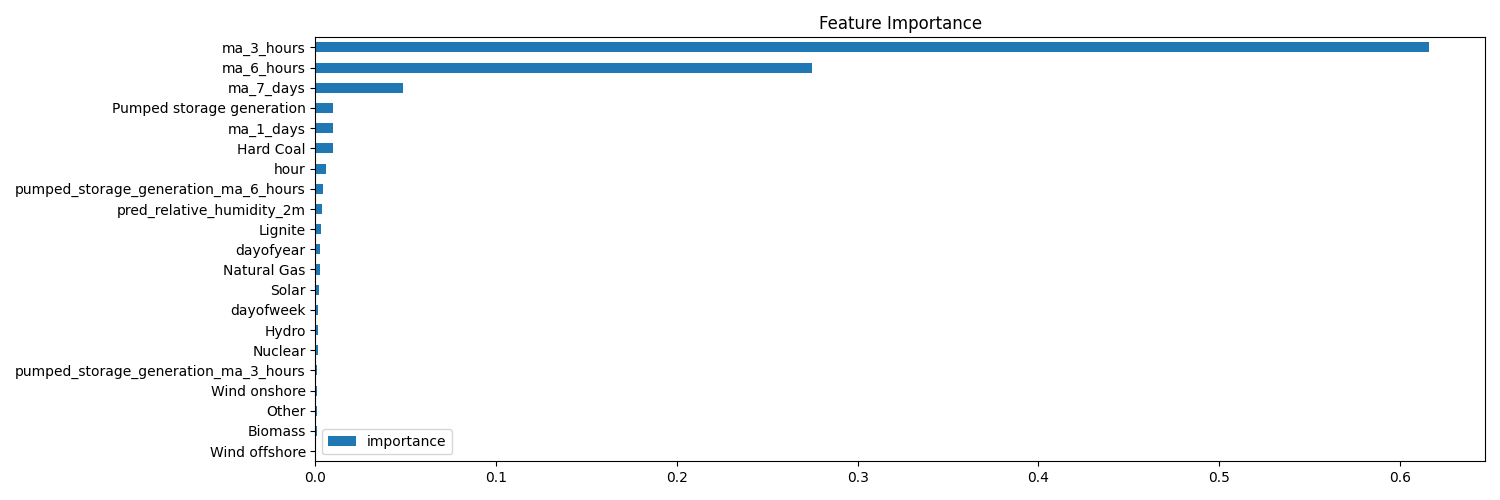 Feature Importance
ma_3_hours
ma_6_hours
ma_7_days
Pumped storage generation
ma_1_days
Hard Coal
hour
pumped_storage_generation_ma_6_hours
pred_relative_humidity_2m
Lignite
dayofyear
Natural Gas
Solar
dayofweek
Hydro
Nuclear
pumped_storage_generation_ma_3_hours
Wind onshore
Other
Biomass
Wind offshore
importance
0.0 0.1 0.2 0.3 0.4 0.5 0.6